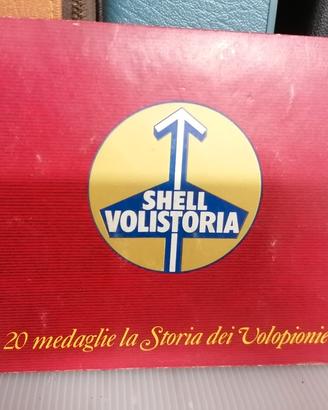 SHELL
VOLISTORIA
20 medaglie la Storia dei Volopionie